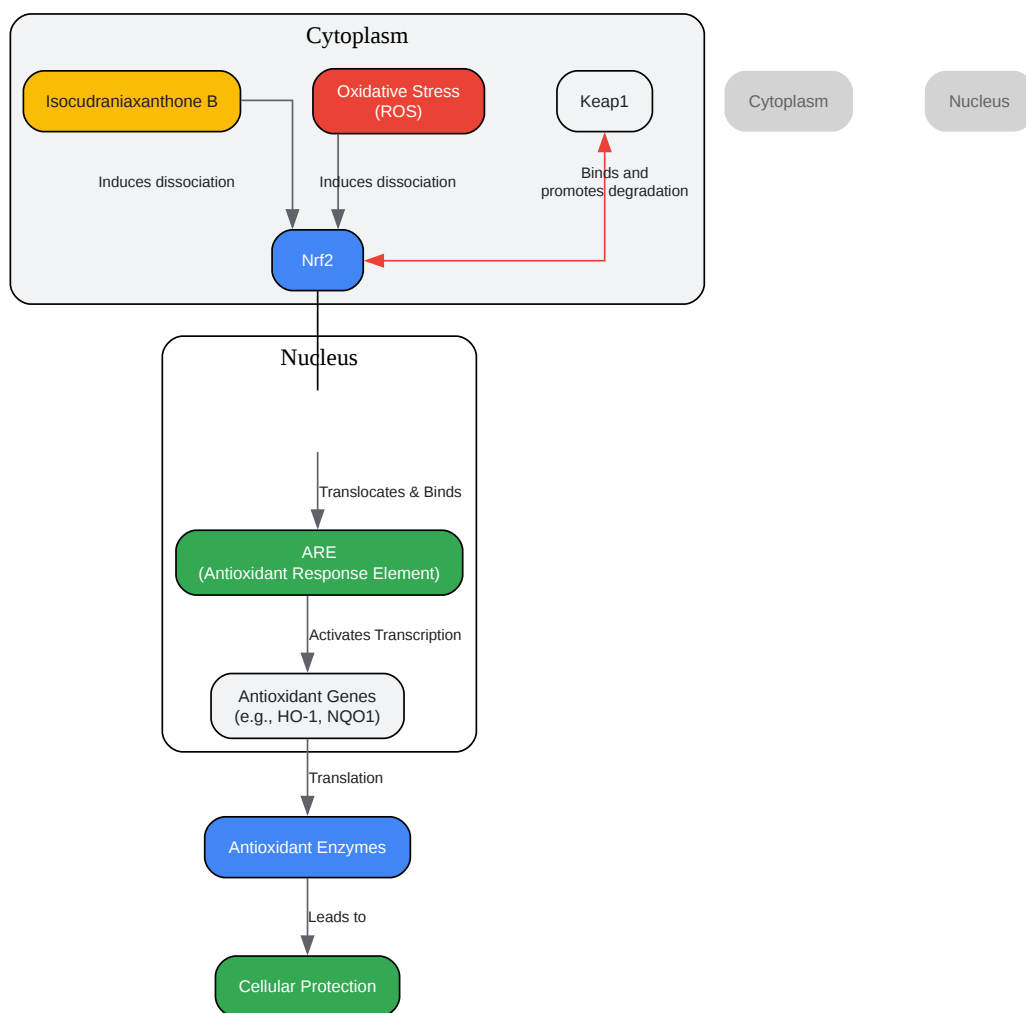 Cytoplasm
Isocudraniaxanthone B
Oxidative Stress
(ROS)
Keap1
Cytoplasm
Nucleus
Induces dissociation
Induces dissociation
Binds and
promotes degradation
Nrf2
Nucleus
Translocates & Binds
ARE
(Antioxidant Response Element)
Activates Transcription
Antioxidant Genes
(e.g., HO-1, NQO1)
Translation
Antioxidant Enzymes
Leads to
Cellular Protection